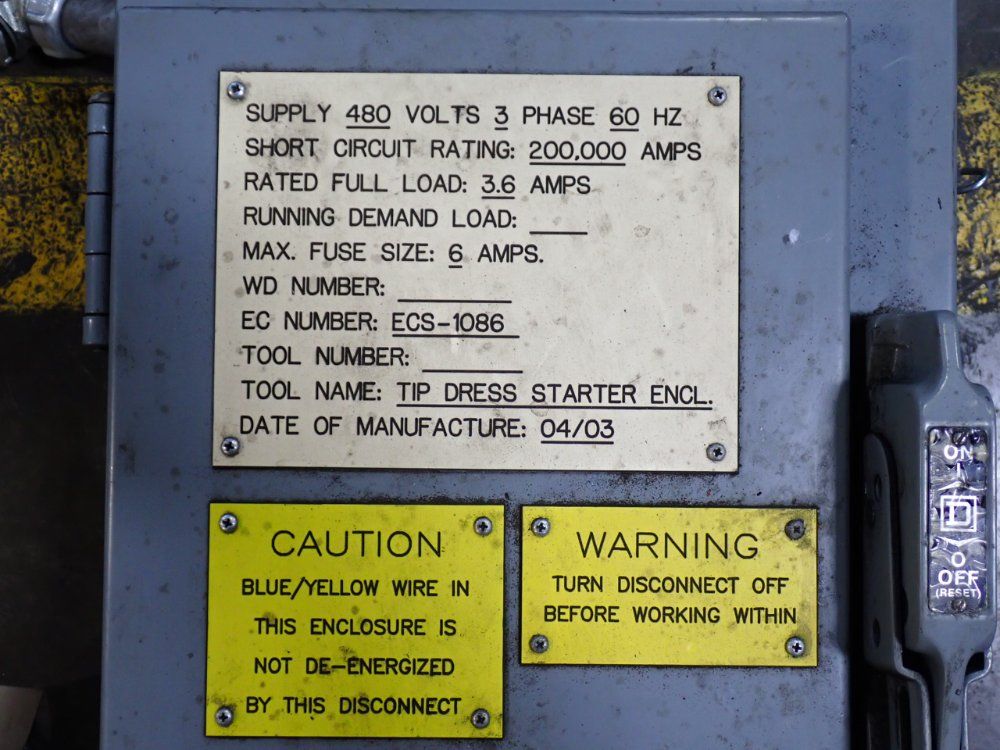 SUPPLY 480 VOLTS 3 PHASE 60 HZ
SHORT CIRCUIT RATING: 200,000 AMPS
RATED FULL LOAD: 3.6 AMPS
RUNNING DEMAND LOAD:
MAX. FUSE SIZE: 6 AMPS.
WD NUMBER:
EC NUMBER: ECS-1086
TOOL NUMBER:
TOOL NAME: TIP DRESS STARTER ENCL.
DATE OF MANUFACTURE: 04/03
CAUTION
BLUE/YELLOW WIRE IN
THIS ENCLOSURE IS
NOT DE-ENERGIZED
BY THIS DISCONNECT
WARNING
TURN DISCONNECT OFF
BEFORE WORKING WITHIN
ON
I
D
O
OFF
(RESET)